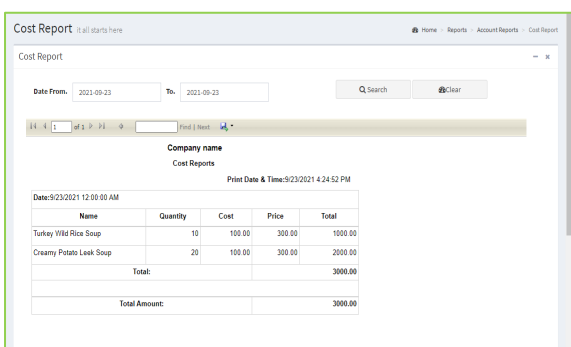 Cost Report It all starts here
Home > Reports > Account Reports > Cost Report
Cost Report
Date From. 2021-09-23 To. 2021-09-23 Search Clear
1 of 1 Find | Next
Company name
Cost Reports
Print Date & Time:9/23/2021 4:24:52 PM
Date:9/23/2021 12:00:00 AM
Name Quantity Cost Price Total
Turkey Wild Rice Soup 10 100.00 300.00 1000.00
Creamy Potato Leek Soup 20 100.00 300.00 2000.00
Total: 3000.00
Total Amount: 3000.00